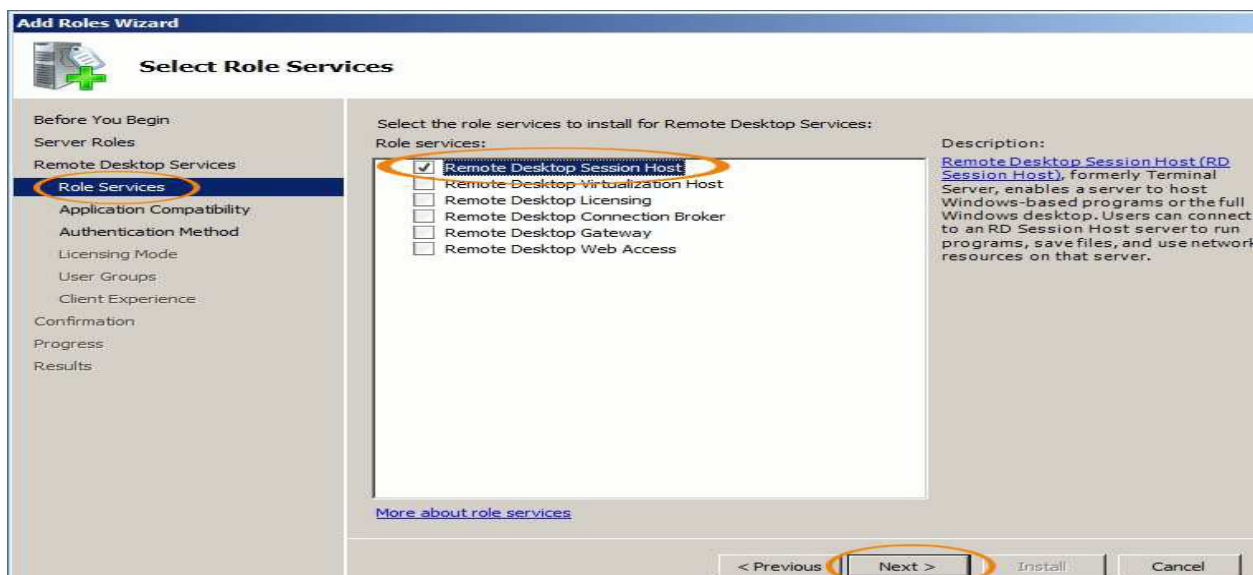 Add Roles Wizard
Select Role Services
Before You Begin
Server Roles
Remote Desktop Services
Role Services
Application Compatibility
Authentication Method
Licensing Mode
User Groups
Client Experience
Confirmation
Progress
Results
Select the role services to install for Remote Desktop Services:
Role services:
Remote Desktop Session Host
Remote Desktop Virtualization Host
Remote Desktop Licensing
Remote Desktop Connection Broker
Remote Desktop Gateway
Remote Desktop Web Access
More about role services
Description:
Remote Desktop Session Host (RD
Session Host), formerly Terminal
Server, enables a server to host
Windows-based programs or the full
Windows desktop. Users can connect
to an RD Session Host server to run
programs, save files, and use network
resources on that server.
< Previous
Next >
Install
Cancel